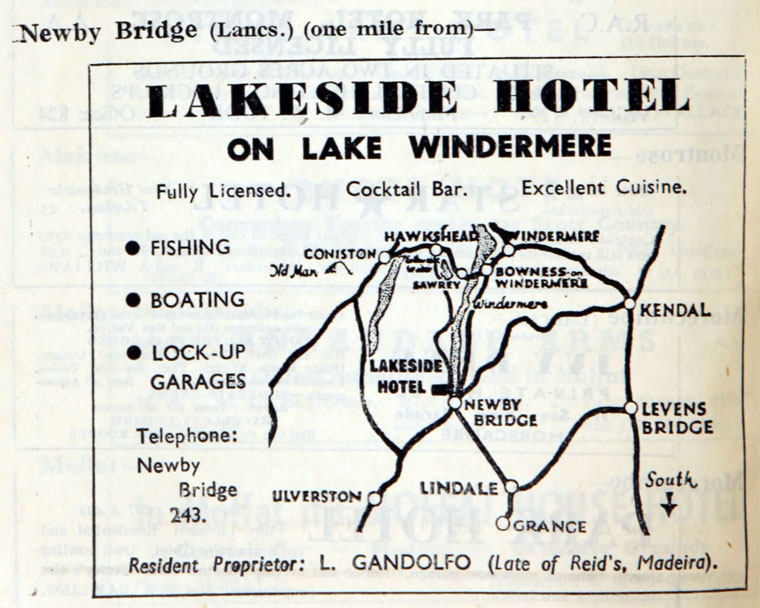 Newby Bridge (Lancs.) (one mile from)—
LAKESIDE HOTEL
ON LAKE WINDERMERE
Fully Licensed. Cocktail Bar. Excellent Cuisine.
● FISHING
● BOATING
● LOCK-UP
GARAGES
Telephone:
Newby
Bridge
243.
HAWKSHEAD
WINDERMERE
CONISTON
Old Man
SAWREY
BOWNESS-on
WINDERMERE
Windermere
KENDAL
LAKESIDE
HOTEL
NEWBY
BRIDGE
LEVENS
BRIDGE
ULVERSTON
LINDALE
South
GRANGE
Resident Proprietor: L. GANDOLFO (Late of Reid's, Madeira).